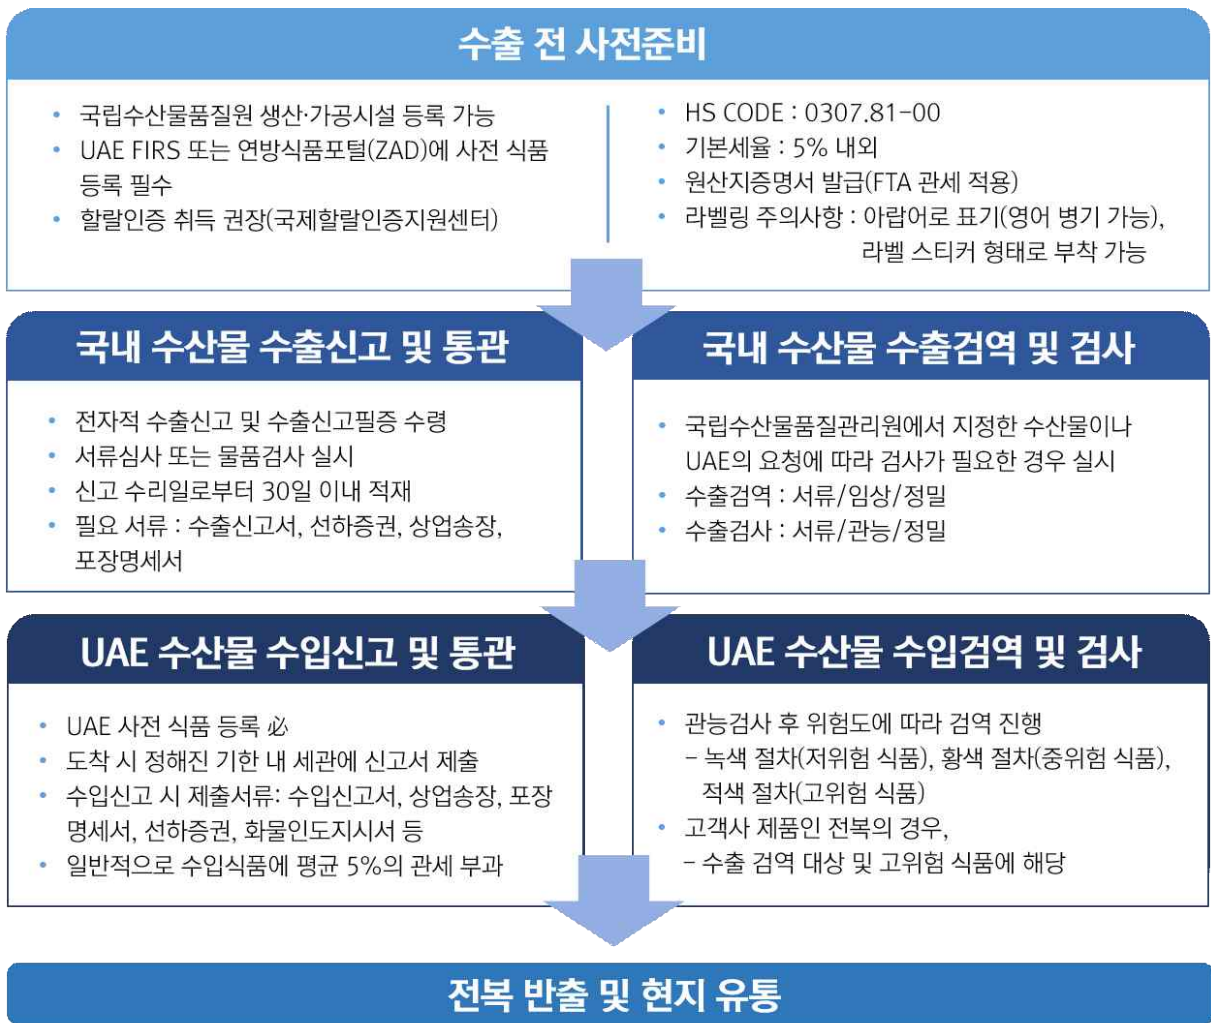 수출 전 사전준비
• 국립수산물품질원 생산·가공시설 등록 가능
• UAE FIRS 또는 연방식품포털(ZAD)에 사전 식품
등록 필수
• 할랄인증 취득 권장(국제할랄인증지원센터)
• HS CODE : 0307.81-00
• 기본세율 : 5% 내외
• 원산지증명서 발급(FTA 관세 적용)
• 라벨링 주의사항 : 아랍어로 표기(영어 병기 가능),
라벨 스티커 형태로 부착 가능
국내 수산물 수출신고 및 통관
• 전자적 수출신고 및 수출신고필증 수령
• 서류심사 또는 물품검사 실시
• 신고 수리일로부터 30일 이내 적재
• 필요 서류 : 수출신고서, 선하증권, 상업송장,
포장명세서
국내 수산물 수출검역 및 검사
• 국립수산물품질관리원에서 지정한 수산물이나
UAE의 요청에 따라 검사가 필요한 경우 실시
• 수출검역 : 서류/임상/정밀
• 수출검사 : 서류/관능/정밀
UAE 수산물 수입신고 및 통관
• UAE 사전 식품 등록 必
• 도착 시 정해진 기한 내 세관에 신고서 제출
• 수입신고 시 제출서류: 수입신고서, 상업송장, 포장
명세서, 선하증권, 화물인도지시서 등
• 일반적으로 수입식품에 평균 5%의 관세 부과
UAE 수산물 수입검역 및 검사
• 관능검사 후 위험도에 따라 검역 진행
- 녹색 절차(저위험 식품), 황색 절차(중위험 식품),
적색 절차(고위험 식품)
• 고객사 제품인 전복의 경우,
- 수출 검역 대상 및 고위험 식품에 해당
전복 반출 및 현지 유통